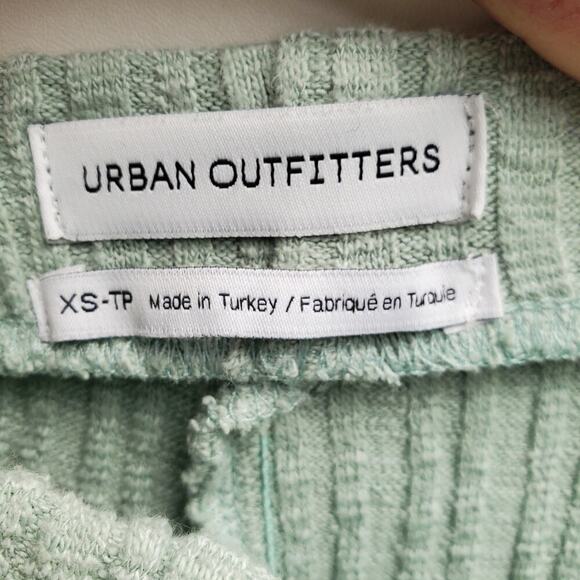 URBAN OUTFITTERS
XS-TP Made in Turkey / Fabriqué en Turquie